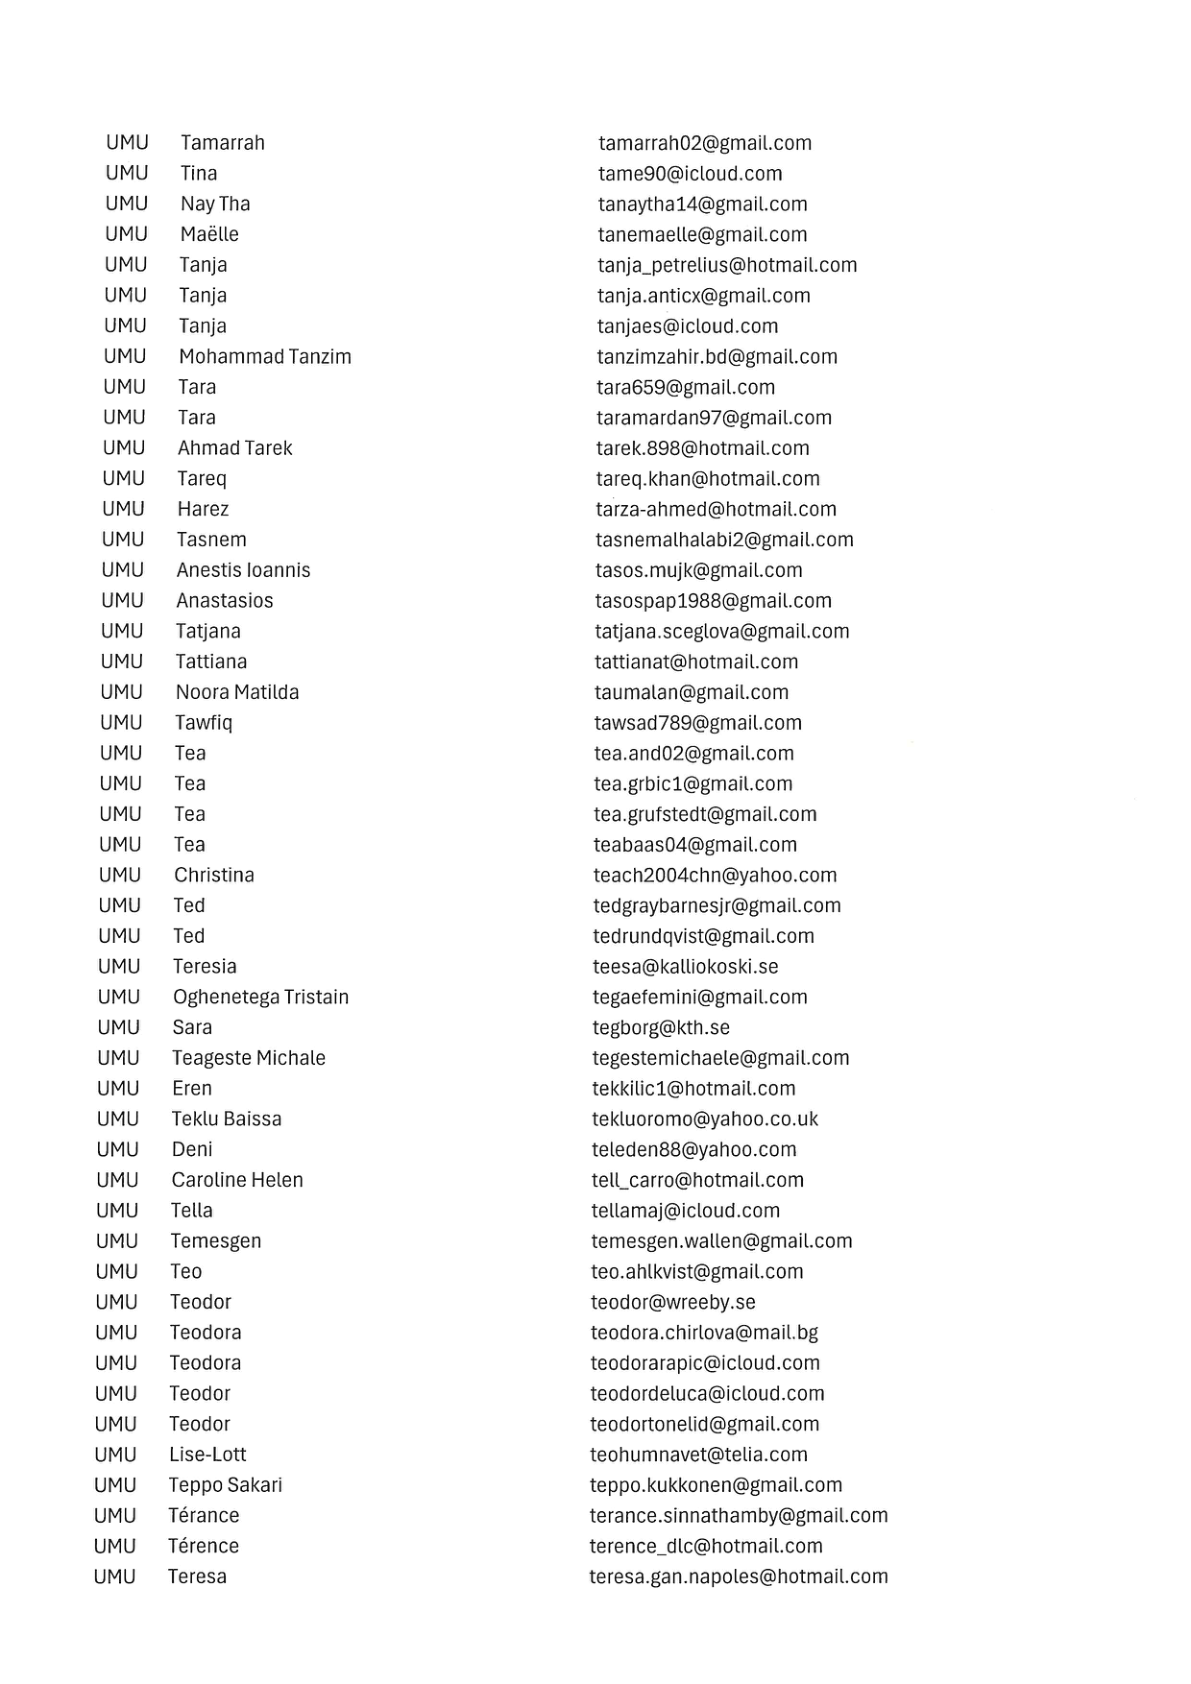 UMU Tamarrah tamarrah02@gmail.com
UMU Tina tame90@icloud.com
UMU Nay Tha tanaytha14@gmail.com
UMU Maëlle tanemaelle@gmail.com
UMU Tanja tanja_petrelius@hotmail.com
UMU Tanja tanja.anticx@gmail.com
UMU Tanja tanjaes@icloud.com
UMU Mohammad Tanzim tanzimzahir.bd@gmail.com
UMU Tara tara659@gmail.com
UMU Tara taramardan97@gmail.com
UMU Ahmad Tarek tarek.898@hotmail.com
UMU Tareq tareq.khan@hotmail.com
UMU Harez tarza-ahmed@hotmail.com
UMU Tasnem tasnemalhalabi2@gmail.com
UMU Anestis Ioannis tasos.mujk@gmail.com
UMU Anastasios tasospap1988@gmail.com
UMU Tatjana tatjana.sceglova@gmail.com
UMU Tattiana tattianat@hotmail.com
UMU Noora Matilda taumalan@gmail.com
UMU Tawfiq tawsad789@gmail.com
UMU Tea tea.and02@gmail.com
UMU Tea tea.grbic1@gmail.com
UMU Tea tea.grufstedt@gmail.com
UMU Tea teabaas04@gmail.com
UMU Christina teach2004chn@yahoo.com
UMU Ted tedgraybarnesjr@gmail.com
UMU Ted tedrundqvist@gmail.com
UMU Teresia teesa@kalliokoski.se
UMU Oghenetega Tristain tegaefemini@gmail.com
UMU Sara tegborg@kth.se
UMU Teageste Michale tegestemichaele@gmail.com
UMU Eren tekkilic1@hotmail.com
UMU Teklu Baissa tekluoromo@yahoo.co.uk
UMU Deni teleden88@yahoo.com
UMU Caroline Helen tell_carro@hotmail.com
UMU Tella tellamaj@icloud.com
UMU Temesgen temesgen.wallen@gmail.com
UMU Teo teo.ahlkvist@gmail.com
UMU Teodor teodor@wreeby.se
UMU Teodora teodora.chirlova@mail.bg
UMU Teodora teodorarapic@icloud.com
UMU Teodor teodordeluca@icloud.com
UMU Teodor teodortonelid@gmail.com
UMU Lise-Lott teohumnavet@telia.com
UMU Teppo Sakari teppo.kukkonen@gmail.com
UMU Térance terance.sinnathamby@gmail.com
UMU Térence terence_dlc@hotmail.com
UMU Teresa teresa.gan.napoles@hotmail.com